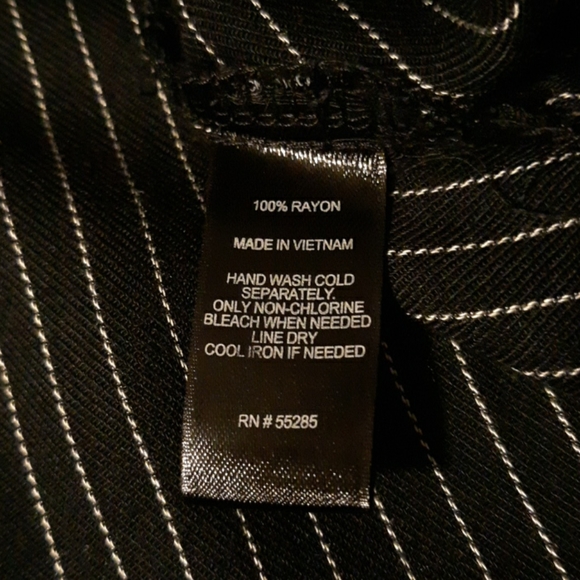 100% RAYON
MADE IN VIETNAM
HAND WASH COLD
SEPARATELY.
ONLY NON-CHLORINE
BLEACH WHEN NEEDED
LINE DRY
COOL IRON IF NEEDED
RN # 55285